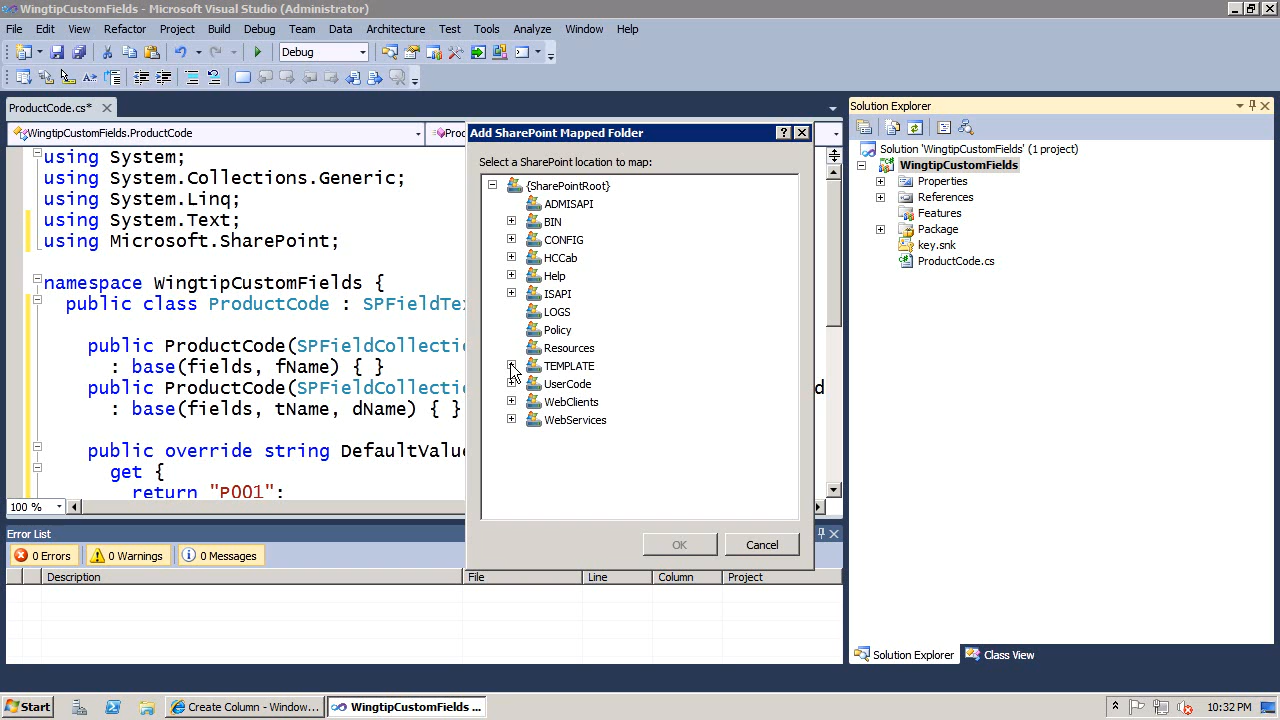 WingtipCustomFields - Microsoft Visual Studio (Administrator)
File Edit View Refactor Project Build Debug Team Data Architecture Test Tools Analyze Window Help
Debug
ProductCode.cs*
WingtipCustomFields.ProductCode
using System;
using System.Collections.Generic;
using System.Linq;
using System.Text;
using Microsoft.SharePoint;
namespace WingtipCustomFields {
public class ProductCode : SPFieldTex
public ProductCode(SPFieldCollectio
: base(fields, fName) { }
public ProductCode(SPFieldCollectio
: base(fields, tName, dName) { }
public override string DefaultValue
get {
return "P001";
100 %
Add SharePoint Mapped Folder
Select a SharePoint location to map:
{SharePointRoot}
ADMISAPI
BIN
CONFIG
HCCab
Help
ISAPI
LOGS
Policy
Resources
TEMPLATE
UserCode
WebClients
WebServices
OK Cancel
Solution Explorer
Solution 'WingtipCustomFields' (1 project)
WingtipCustomFields
Properties
References
Features
Package
key.snk
ProductCode.cs
Solution Explorer Class View
Error List
0 Errors 0 Warnings 0 Messages
Description File Line Column Project
Start Create Column - Window... WingtipCustomFields ... 10:32 PM